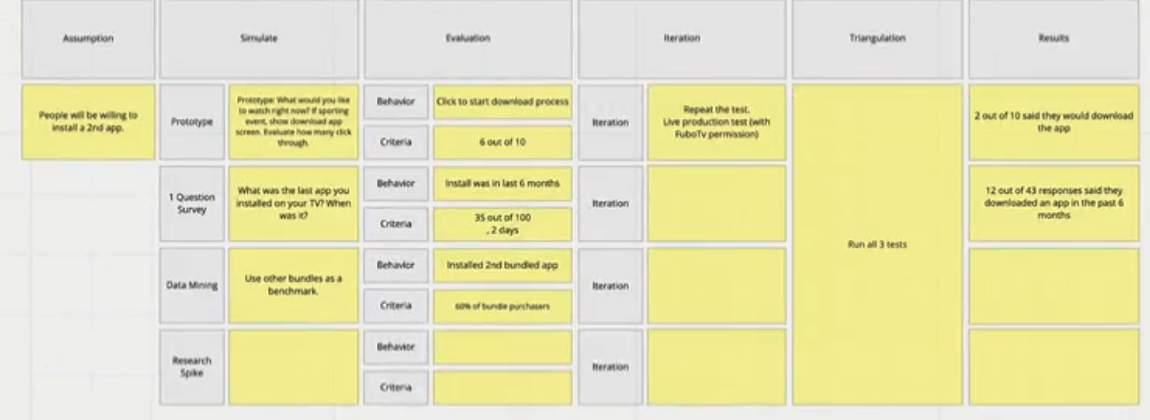 Assumption
Simulate
Evaluation
Iteration
Triangulation
Results
People will be willing to
install a 2nd app.
Prototype
Prototype: What would you like
to watch right now? If sporting
event, show download app
screen. Evaluate how many click
through.
Behavior
Click to start download process
Criteria
6 out of 10
Iteration
Repeat the test.
Live production test (with
FuboTv permission)
Run all 3 tests
2 out of 10 said they would download
the app
1 Question
Survey
What was the last app you
installed on your TV? When
was it?
Behavior
Install was in last 6 months
Criteria
35 out of 100
, 2 days
Iteration
12 out of 43 responses said they
downloaded an app in the past 6
months
Data Mining
Use other bundles as a
benchmark.
Behavior
Installed 2nd bundled app
Criteria
60% of bundle purchasers
Iteration
Research
Spike
Behavior
Criteria
Iteration